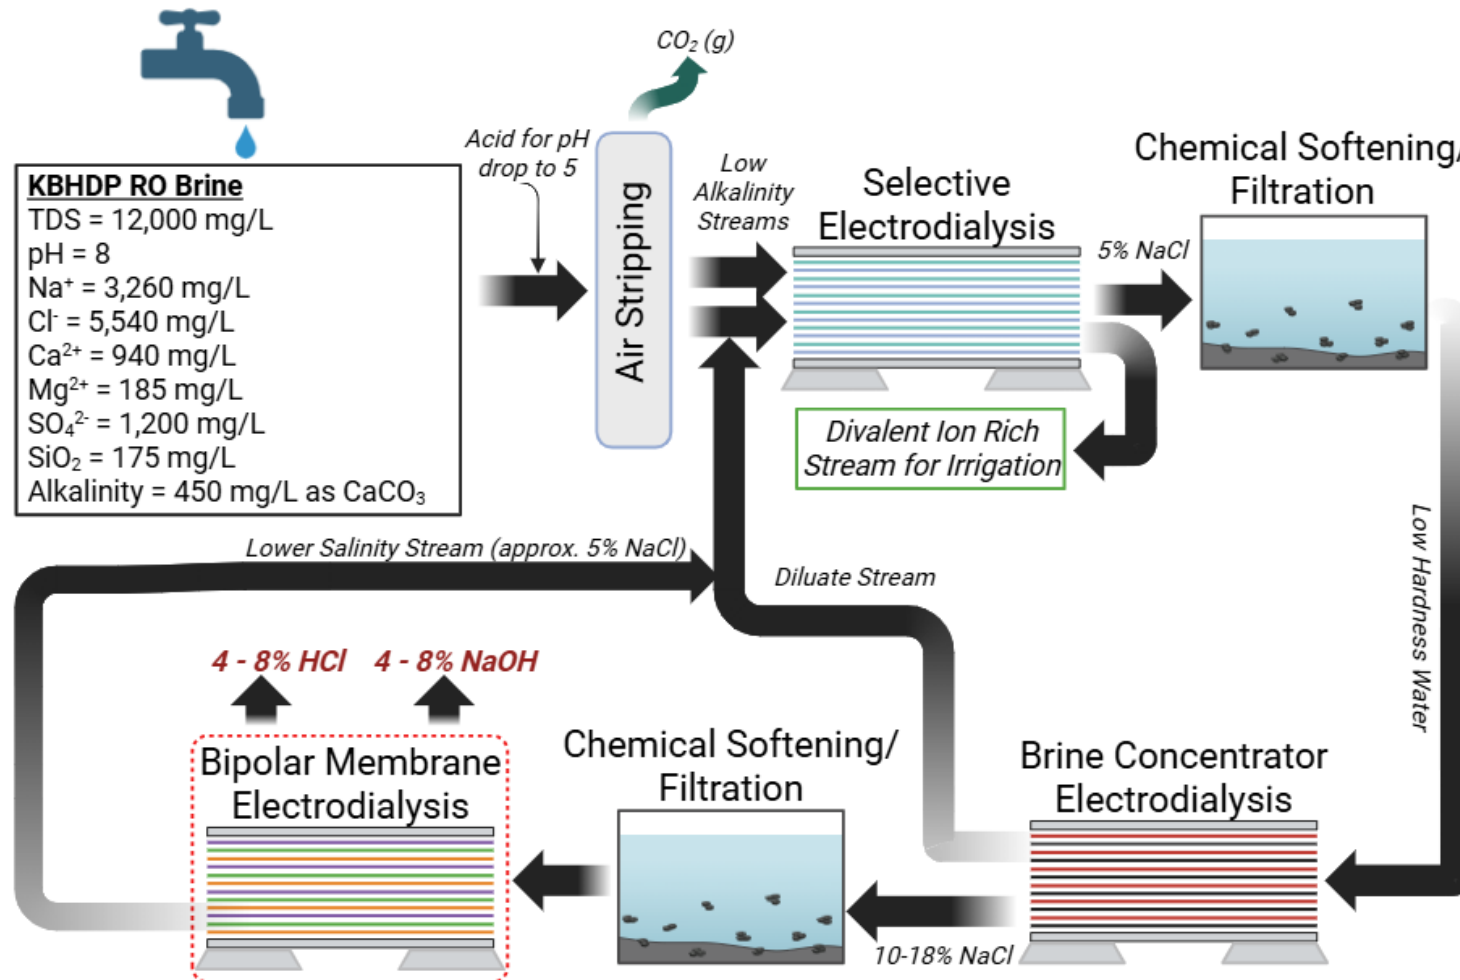 CO₂ (g)
Acid for pH
drop to 5
KBHDP RO Brine
TDS = 12,000 mg/L
pH = 8
Na⁺ = 3,260 mg/L
Cl⁻ = 5,540 mg/L
Ca²⁺ = 940 mg/L
Mg²⁺ = 185 mg/L
SO₄²⁻ = 1,200 mg/L
SiO₂ = 175 mg/L
Alkalinity = 450 mg/L as CaCO₃
Air Stripping
Low
Alkalinity
Streams
Selective
Electrodialysis
5% NaCl
Chemical Softening/
Filtration
Divalent Ion Rich
Stream for Irrigation
Low Hardness Water
Lower Salinity Stream (approx. 5% NaCl)
Diluate Stream
4 - 8% HCl
4 - 8% NaOH
Bipolar Membrane
Electrodialysis
Chemical Softening/
Filtration
Brine Concentrator
Electrodialysis
10-18% NaCl